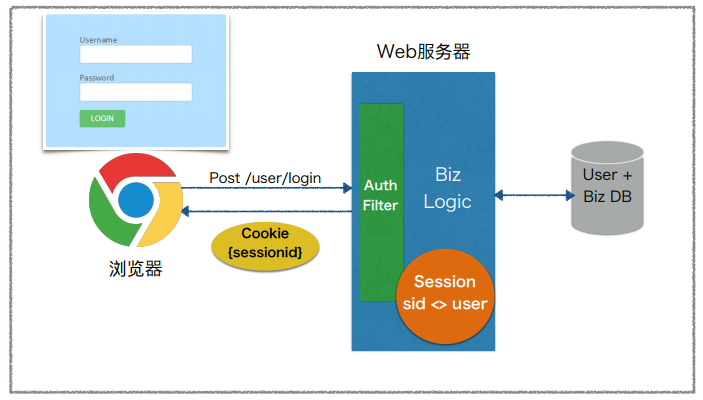 Username
Password
LOGIN
Web服务器
Post /user/login
Auth
Filter
Biz
Logic
User +
Biz DB
Cookie
{sessionid}
浏览器
Session
sid <> user